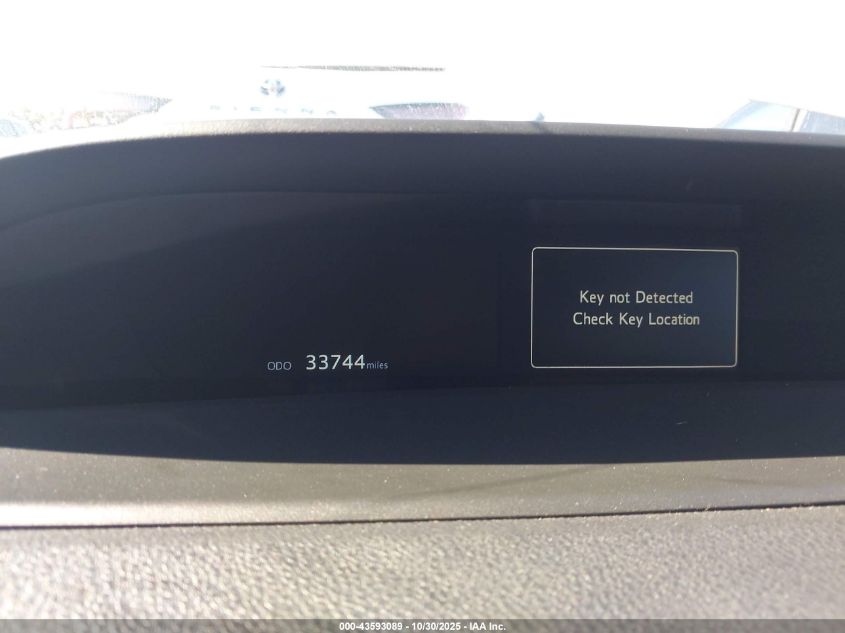 Key not Detected
Check Key Location
ODO 33744 miles
000-43593089 - 10/30/2025 - IAA Inc.